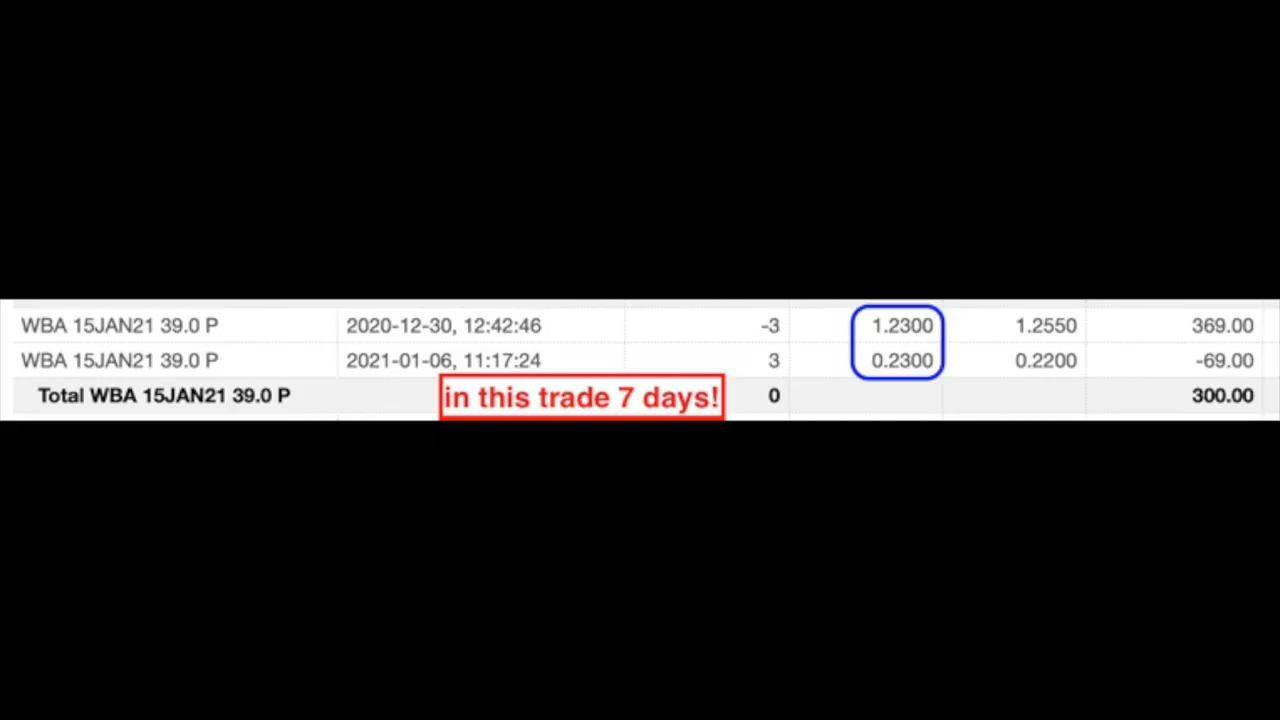 WBA 15JAN21 39.0 P 2020-12-30, 12:42:46 -3 1.2300 1.2550 369.00
WBA 15JAN21 39.0 P 2021-01-06, 11:17:24 3 0.2300 0.2200 -69.00
Total WBA 15JAN21 39.0 P in this trade 7 days! 0 300.00